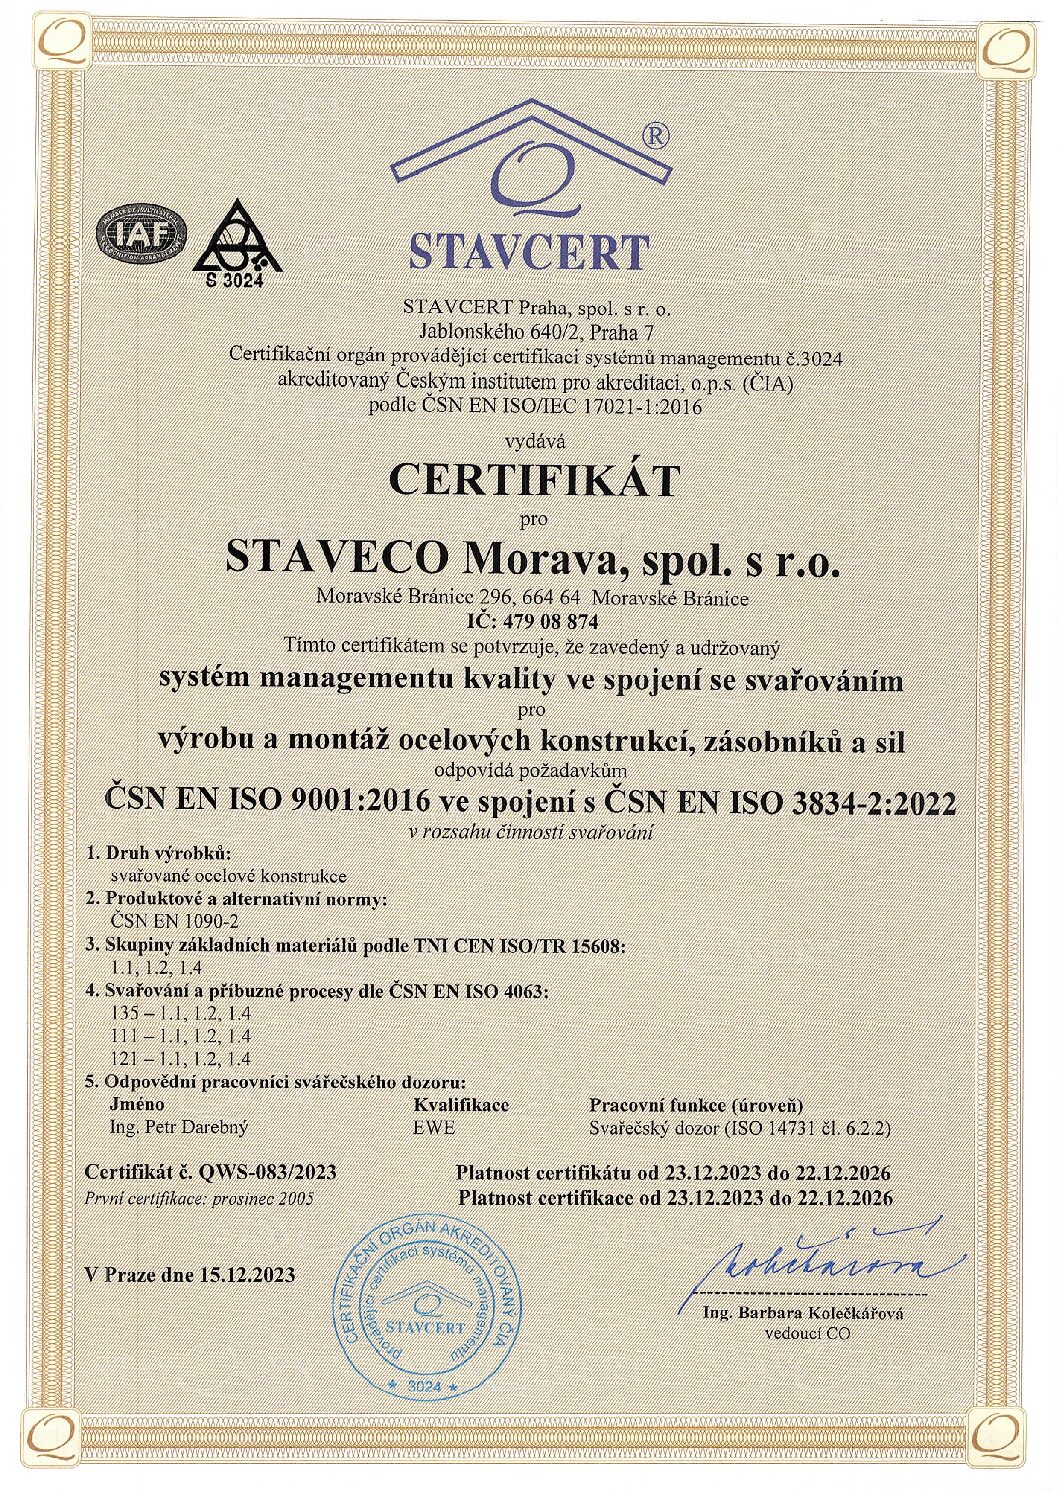 ®
Q
STAVCERT
IAF
S 3024
STAVCERT Praha, spol. s r. o.
Jablonského 640/2, Praha 7
Certifikační orgán provádějící certifikaci systémů managementu č.3024
akreditovaný Českým institutem pro akreditaci, o.p.s. (ČIA)
podle ČSN EN ISO/IEC 17021-1:2016
vydává
CERTIFIKÁT
pro
STAVECO Morava, spol. s r.o.
Moravské Bránice 296, 664 64 Moravské Bránice
IČ: 479 08 874
Tímto certifikátem se potvrzuje, že zavedený a udržovaný
systém managementu kvality ve spojení se svařováním
pro
výrobu a montáž ocelových konstrukcí, zásobníků a sil
odpovídá požadavkům
ČSN EN ISO 9001:2016 ve spojení s ČSN EN ISO 3834-2:2022
v rozsahu činností svařování
1. Druh výrobků:
svařované ocelové konstrukce
2. Produktové a alternativní normy:
ČSN EN 1090-2
3. Skupiny základních materiálů podle TNI CEN ISO/TR 15608:
1.1, 1.2, 1.4
4. Svařování a příbuzné procesy dle ČSN EN ISO 4063:
135 – 1.1, 1.2, 1.4
111 – 1.1, 1.2, 1.4
121 – 1.1, 1.2, 1.4
5. Odpovědní pracovníci svářečského dozoru:
Jméno Kvalifikace Pracovní funkce (úroveň)
Ing. Petr Darebný EWE Svařečský dozor (ISO 14731 čl. 6.2.2)
Certifikát č. QWS-083/2023 Platnost certifikátu od 23.12.2023 do 22.12.2026
První certifikace: prosinec 2005 Platnost certifikace od 23.12.2023 do 22.12.2026
V Praze dne 15.12.2023
CERTIFIKAČNÍ ORGÁN AKREDITOVANÝ ČIA
provádějící certifikaci systému managementu
STAVCERT
3024
Ing. Barbara Kolečkářová
vedoucí CO